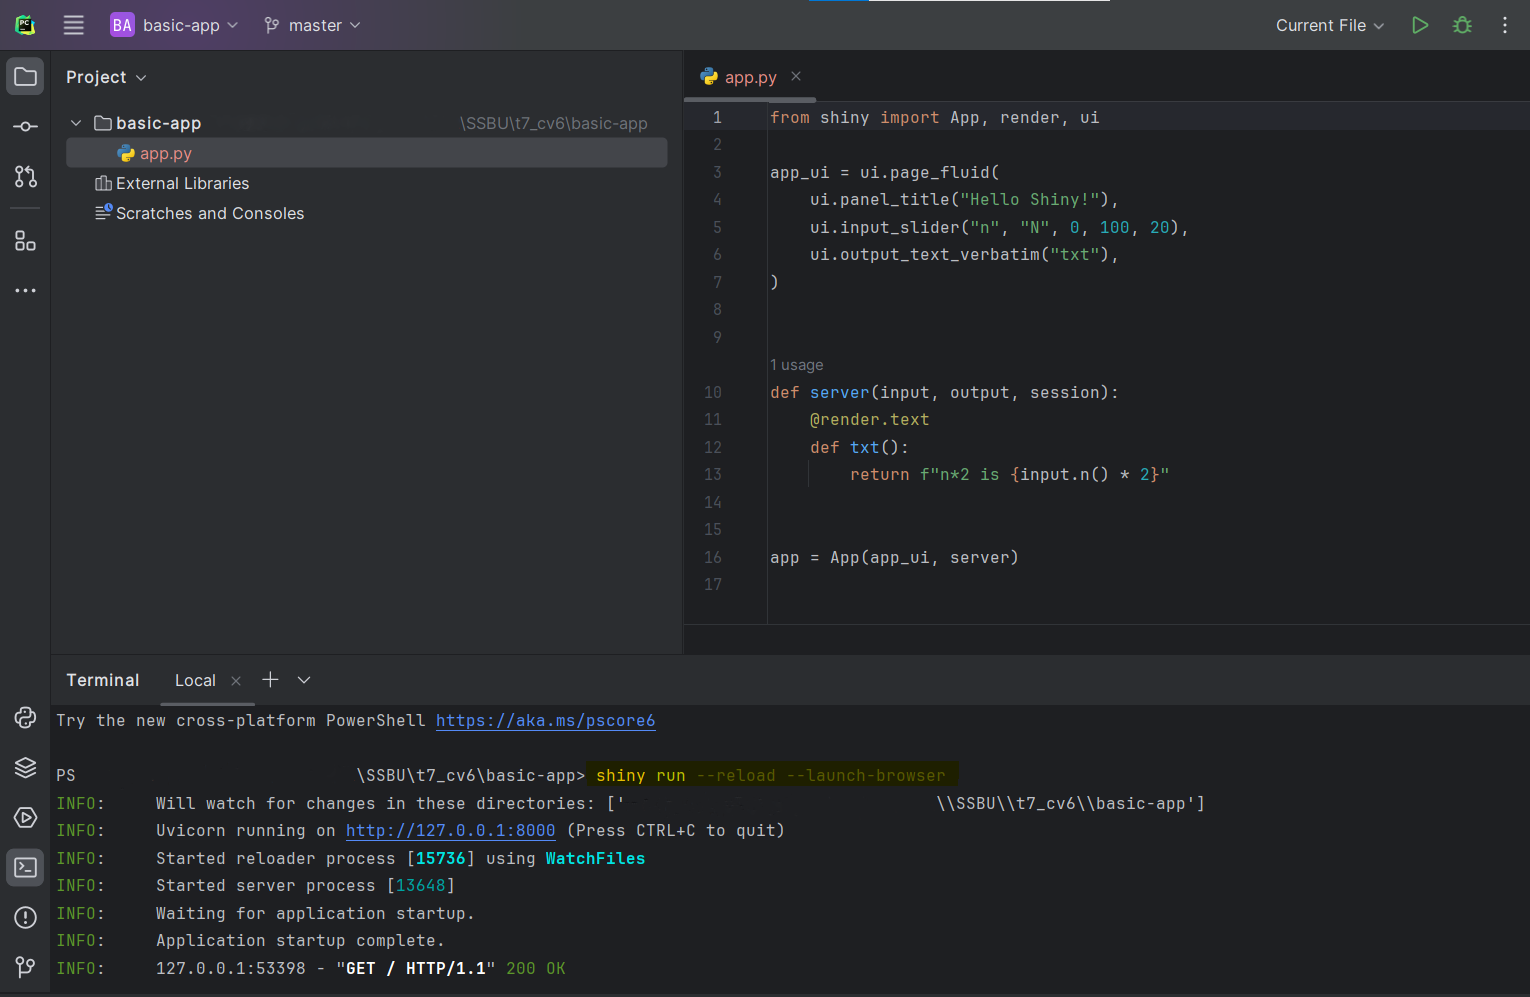 BA basic-app master Current File
Project
basic-app \SSBU\t7_cv6\basic-app
app.py
External Libraries
Scratches and Consoles
app.py
1 from shiny import App, render, ui
2
3 app_ui = ui.page_fluid(
4 ui.panel_title("Hello Shiny!"),
5 ui.input_slider("n", "N", 0, 100, 20),
6 ui.output_text_verbatim("txt"),
7 )
8
9
1 usage
10 def server(input, output, session):
11 @render.text
12 def txt():
13 return f"n*2 is {input.n() * 2}"
14
15
16 app = App(app_ui, server)
17
Terminal Local
Try the new cross-platform PowerShell https://aka.ms/pscore6
PS \SSBU\t7_cv6\basic-app> shiny run --reload --launch-browser
INFO: Will watch for changes in these directories: [' \\SSBU\\t7_cv6\\basic-app']
INFO: Uvicorn running on http://127.0.0.1:8000 (Press CTRL+C to quit)
INFO: Started reloader process [15736] using WatchFiles
INFO: Started server process [13648]
INFO: Waiting for application startup.
INFO: Application startup complete.
INFO: 127.0.0.1:53398 - "GET / HTTP/1.1" 200 OK